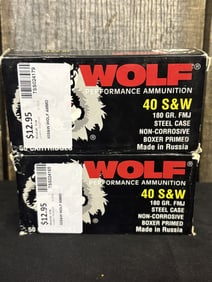 WOLF
PERFORMANCE AMMUNITION
40 S&W
180 GR. FMJ
STEEL CASE
NON-CORROSIVE
BOXER PRIMED
Made in Russia
$12.95
WOLF
PERFORMANCE AMMUNITION
40 S&W
180 GR. FMJ
STEEL CASE
NON-CORROSIVE
BOXER PRIMED
Made in Russia
$12.95
50